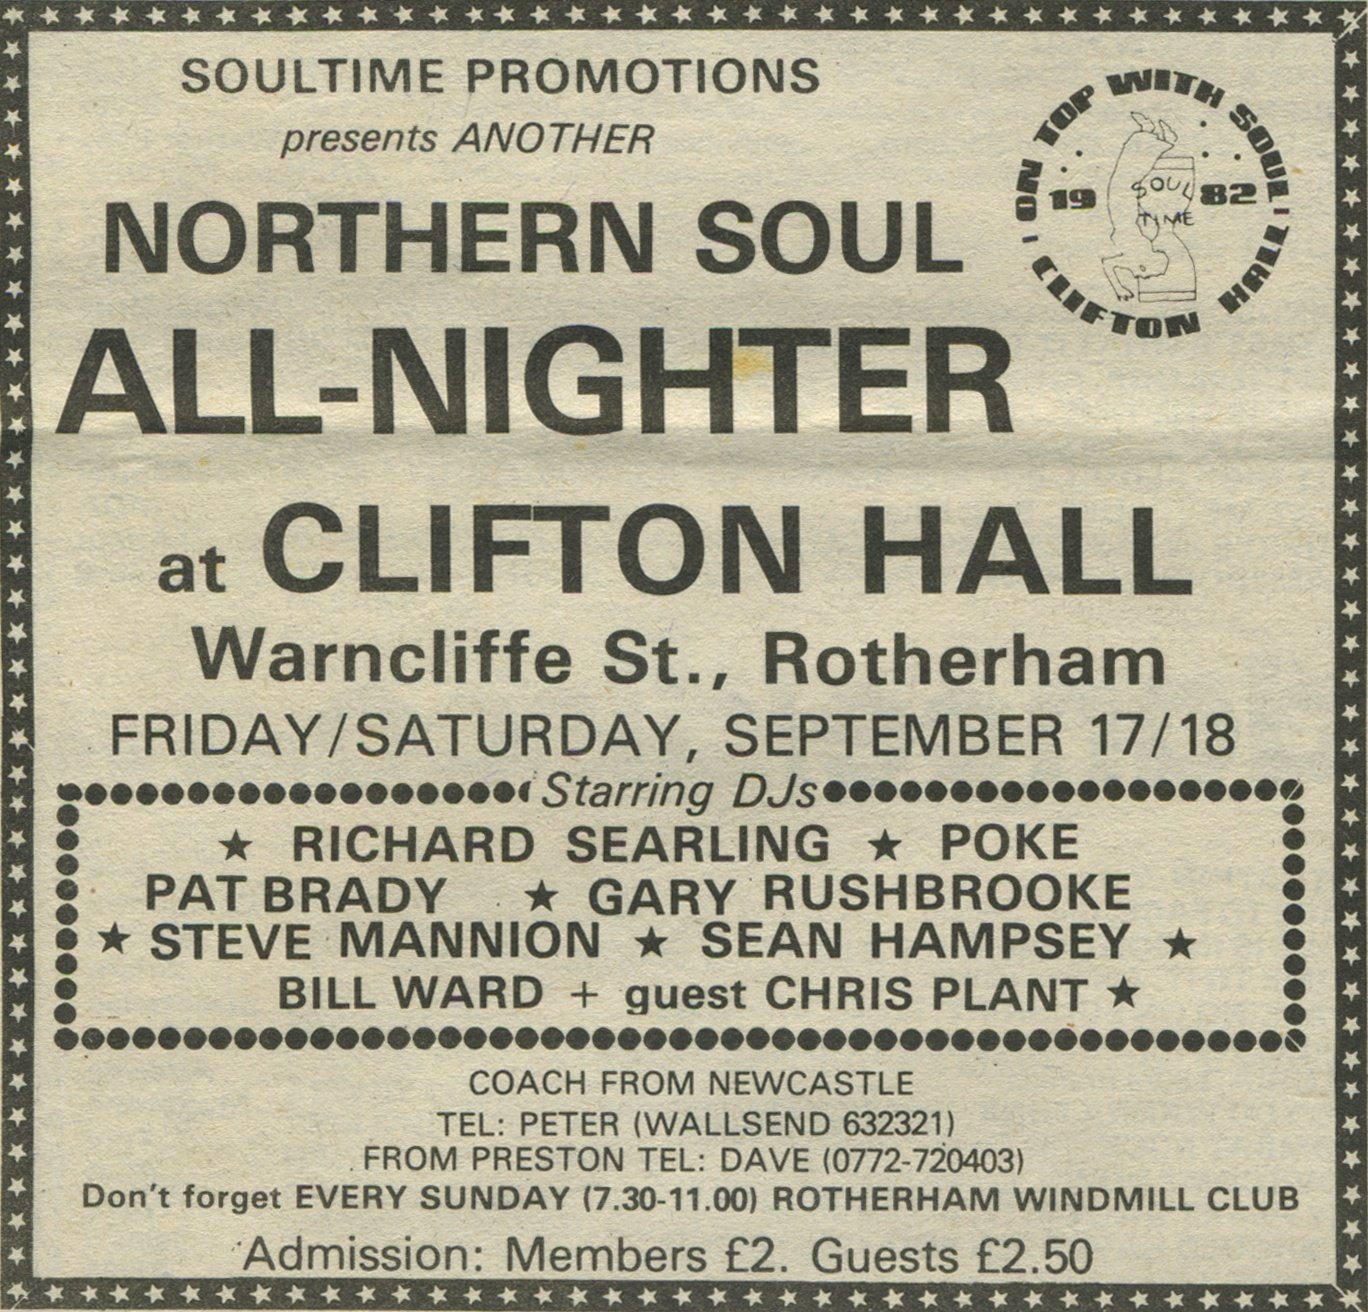 SOULTIME PROMOTIONS
presents ANOTHER
NORTHERN SOUL
ALL-NIGHTER
at CLIFTON HALL
Warncliffe St., Rotherham
FRIDAY/SATURDAY, SEPTEMBER 17/18
ON TOP WITH SOUL
19 82
SOUL
TIME
CLIFTON HALL
Starring DJs
★ RICHARD SEARLING ★ POKE
PAT BRADY ★ GARY RUSHBROOKE
★ STEVE MANNION ★ SEAN HAMPSEY ★
BILL WARD + guest CHRIS PLANT ★
COACH FROM NEWCASTLE
TEL: PETER (WALLSEND 632321)
FROM PRESTON TEL: DAVE (0772-720403)
Don't forget EVERY SUNDAY (7.30-11.00) ROTHERHAM WINDMILL CLUB
Admission: Members £2. Guests £2.50